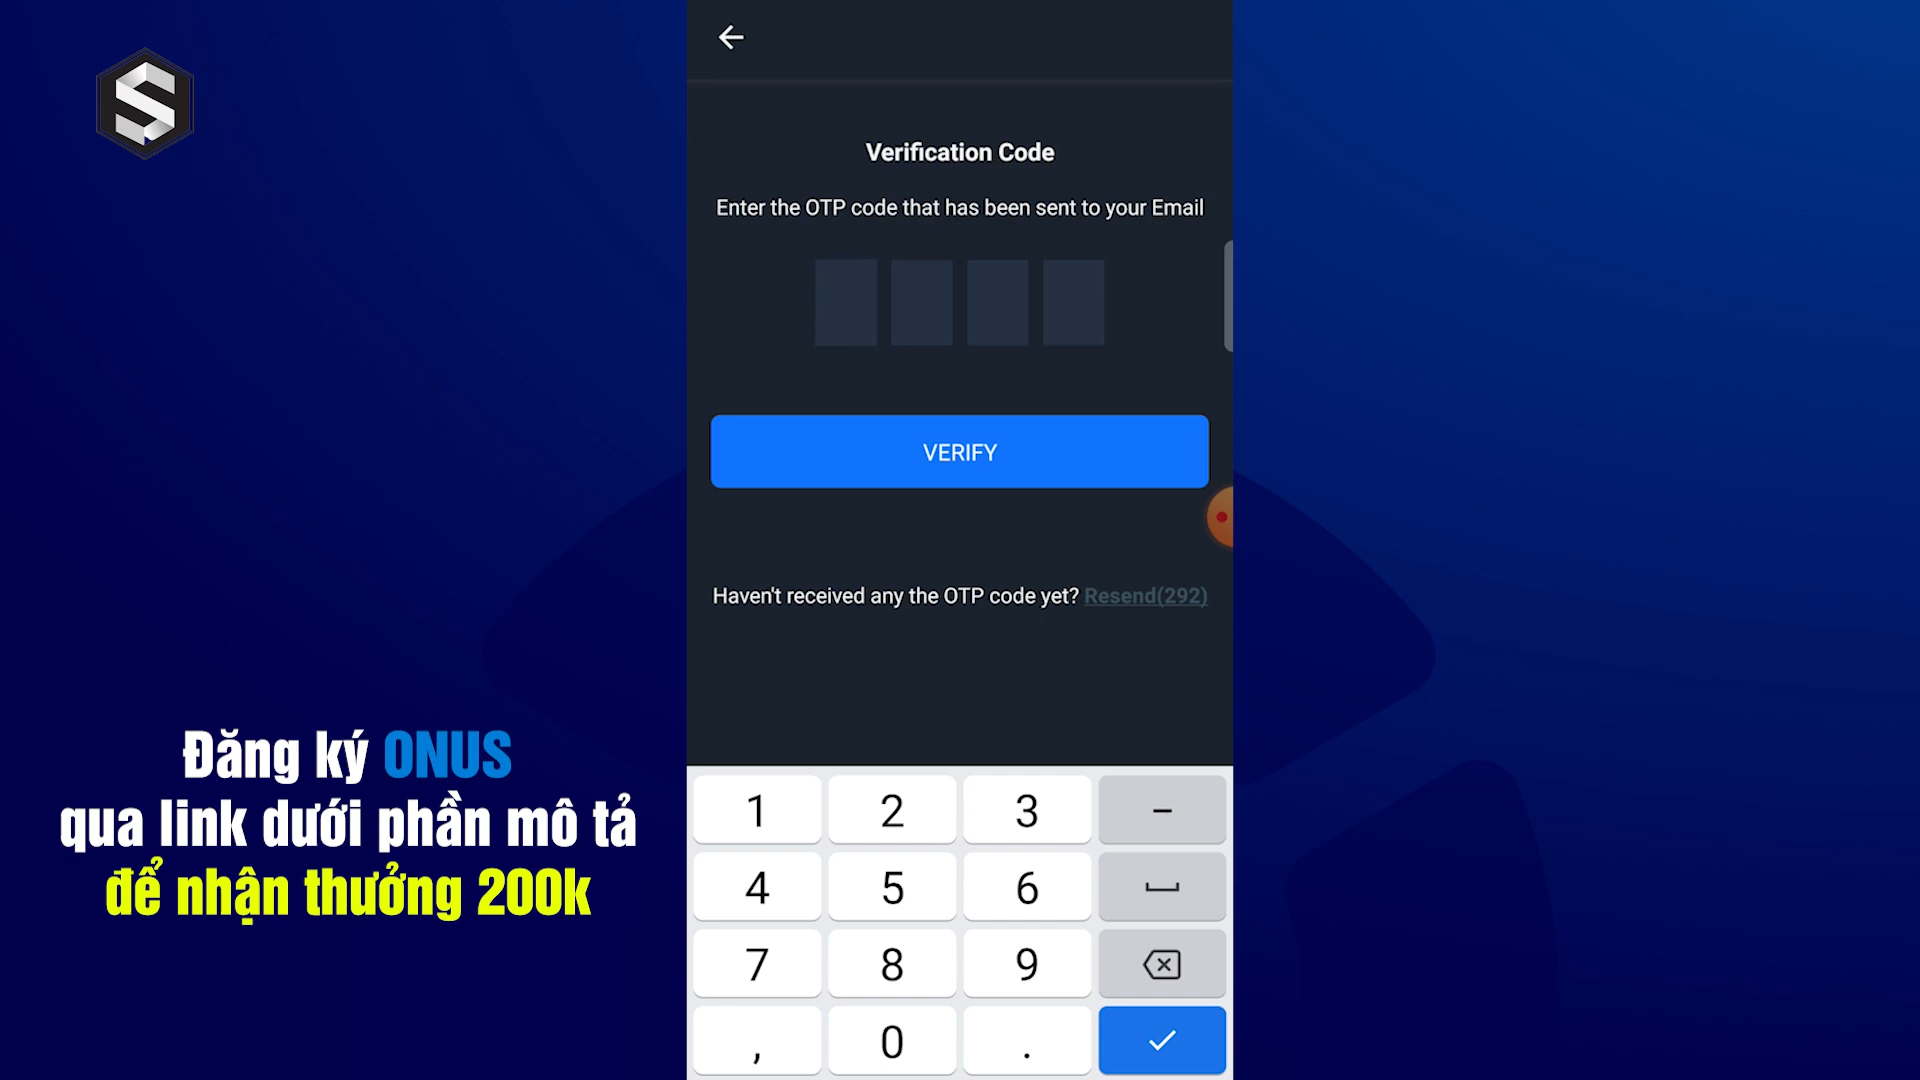 Verification Code
Enter the OTP code that has been sent to your Email
VERIFY
Haven't received any the OTP code yet? Resend(292)
Đăng ký ONUS
qua link dưới phần mô tả
để nhận thưởng 200k
1 2 3 –
4 5 6
7 8 9
, 0 .